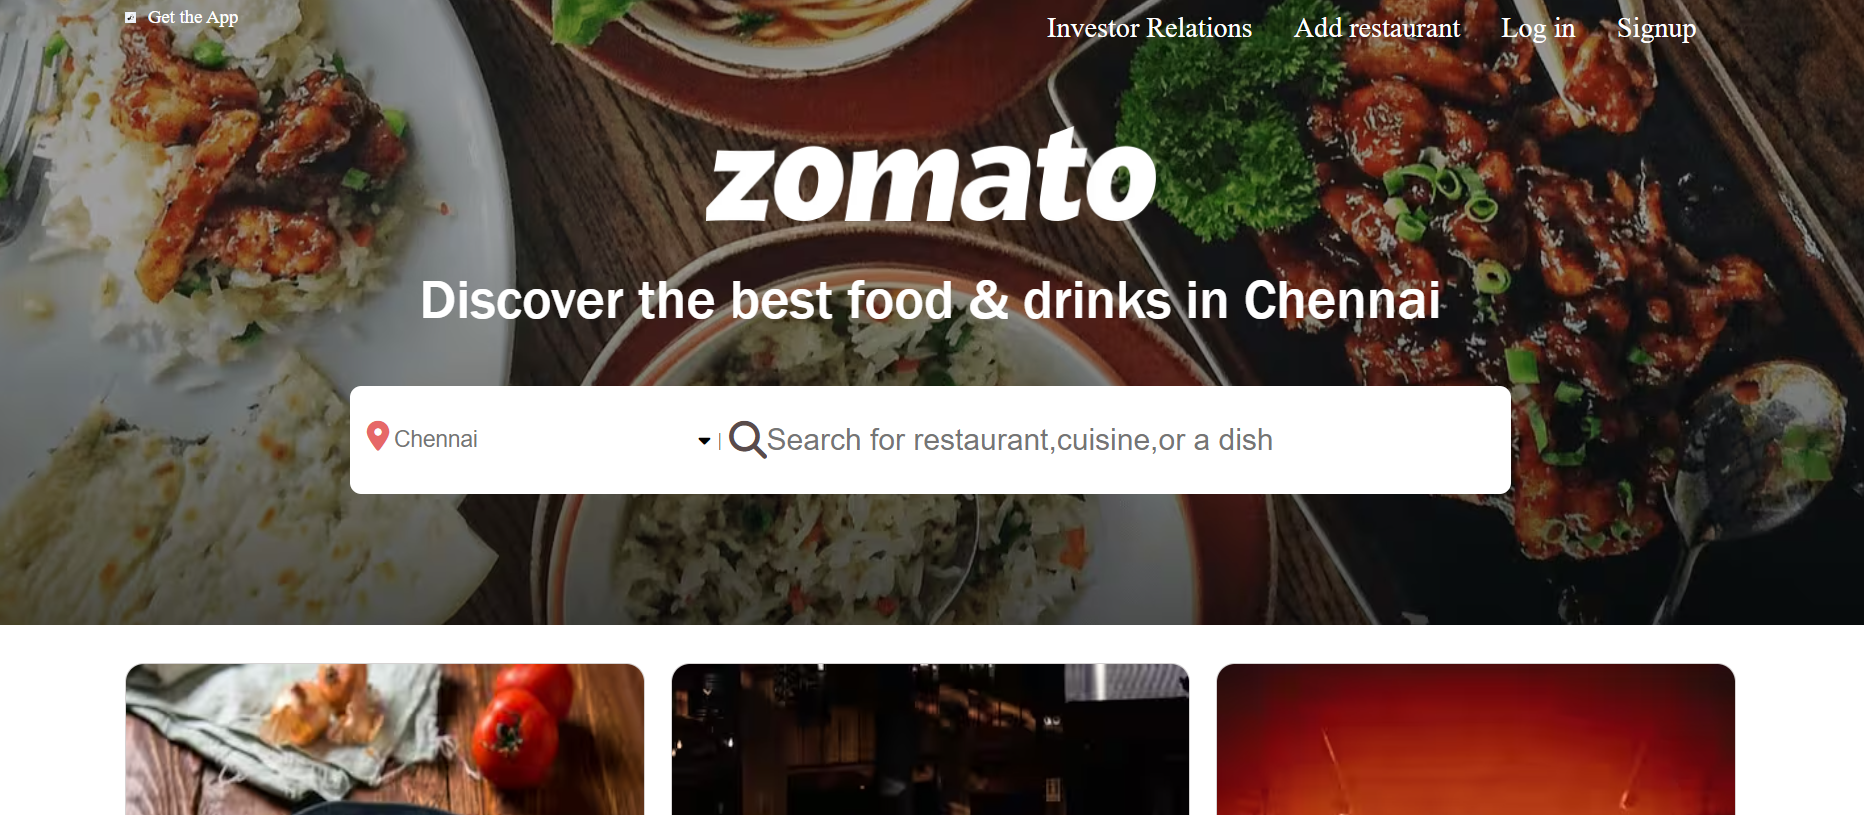 Get the App
Investor Relations Add restaurant Log in Signup
zomato
Discover the best food & drinks in Chennai
Chennai | Search for restaurant,cuisine,or a dish